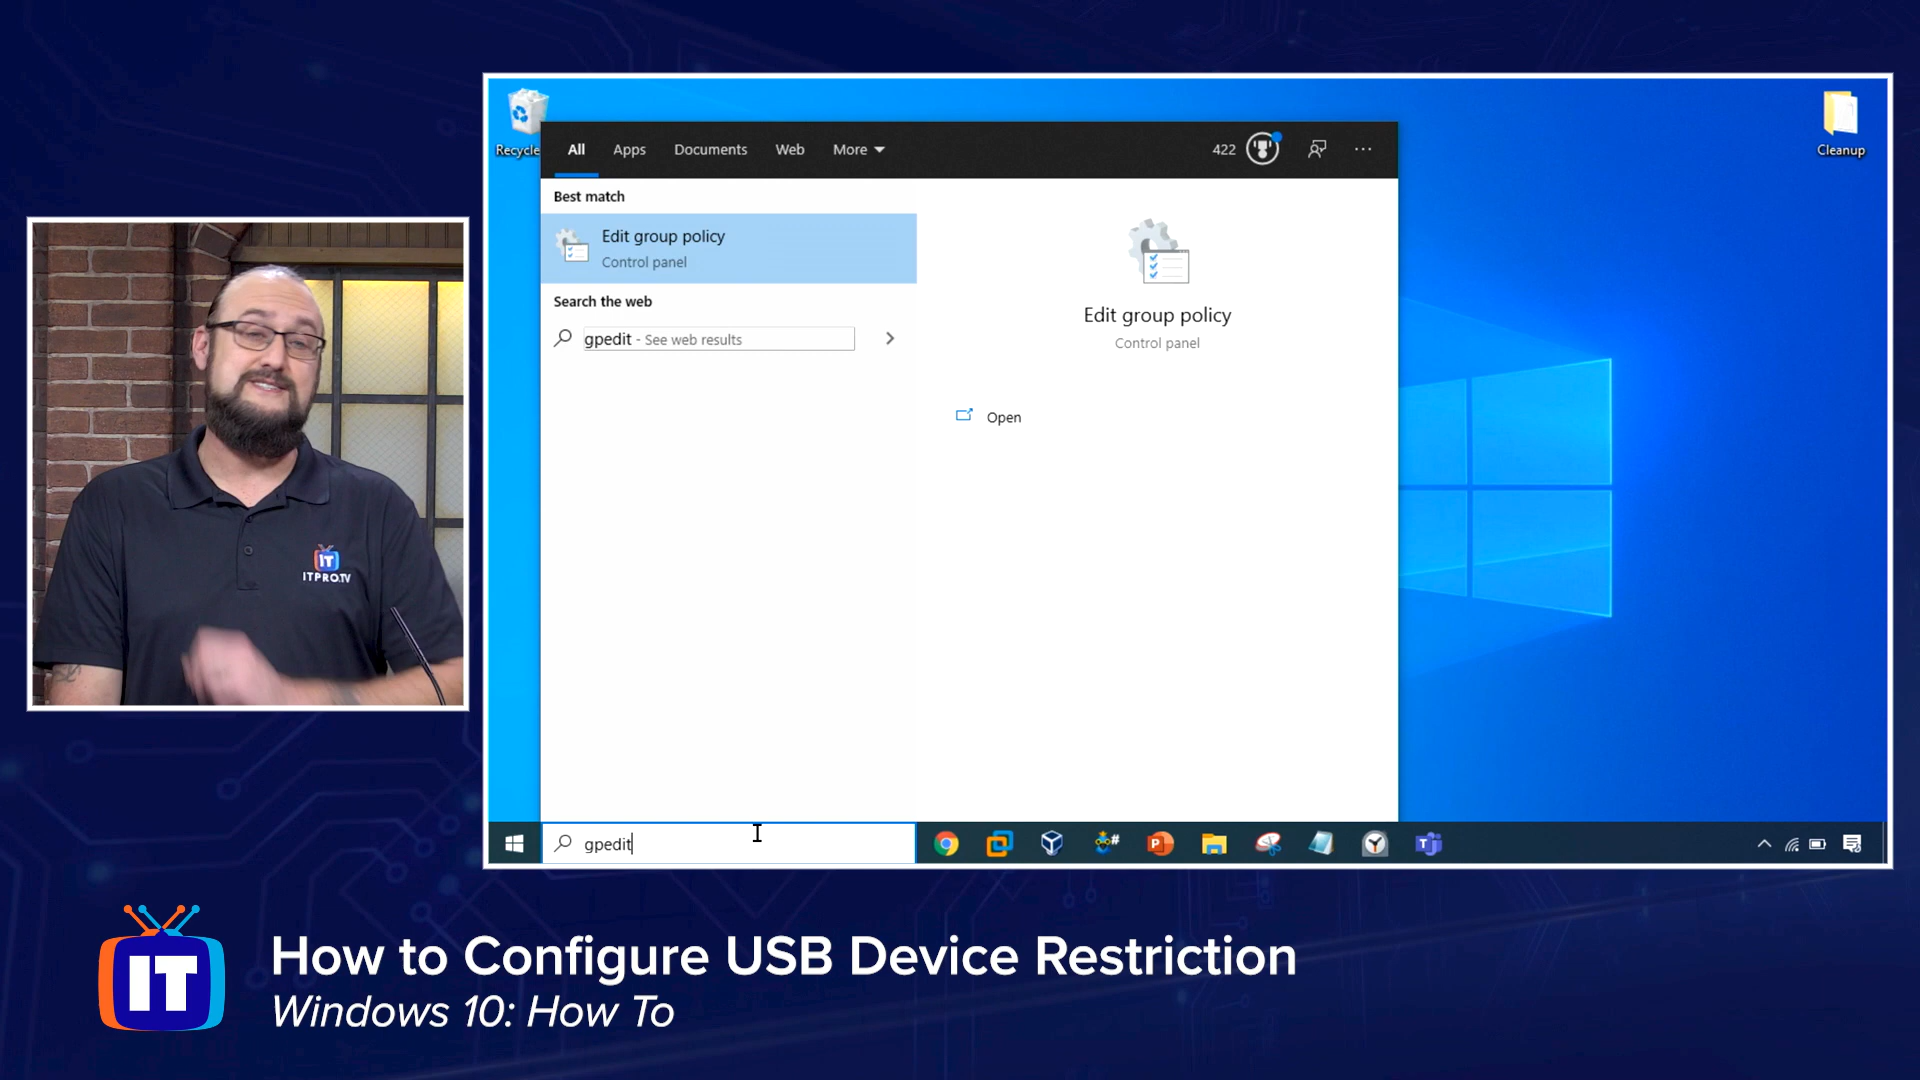 Recycle
Cleanup
All Apps Documents Web More 422 ...
Best match
Edit group policy
Control panel
Search the web
gpedit - See web results
Edit group policy
Control panel
Open
gpedit
IT
ITPRO.TV
IT
How to Configure USB Device Restriction
Windows 10: How To